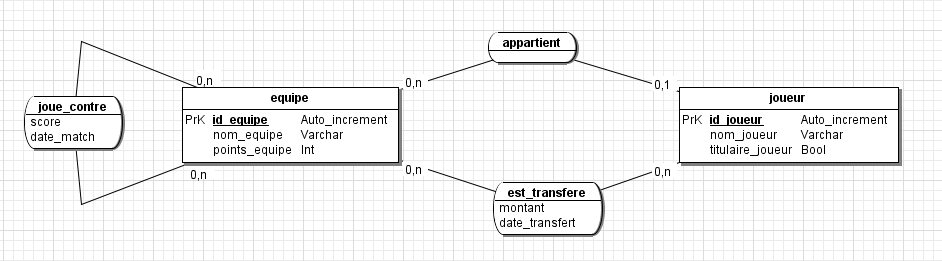 appartient
0,n
0,n
0,1
joue_contre
score
date_match
equipe
PrK id_equipe Auto_increment
nom_equipe Varchar
points_equipe Int
joueur
PrK id_joueur Auto_increment
nom_joueur Varchar
titulaire_joueur Bool
0,n
0,n
0,n
est_transfere
montant
date_transfert